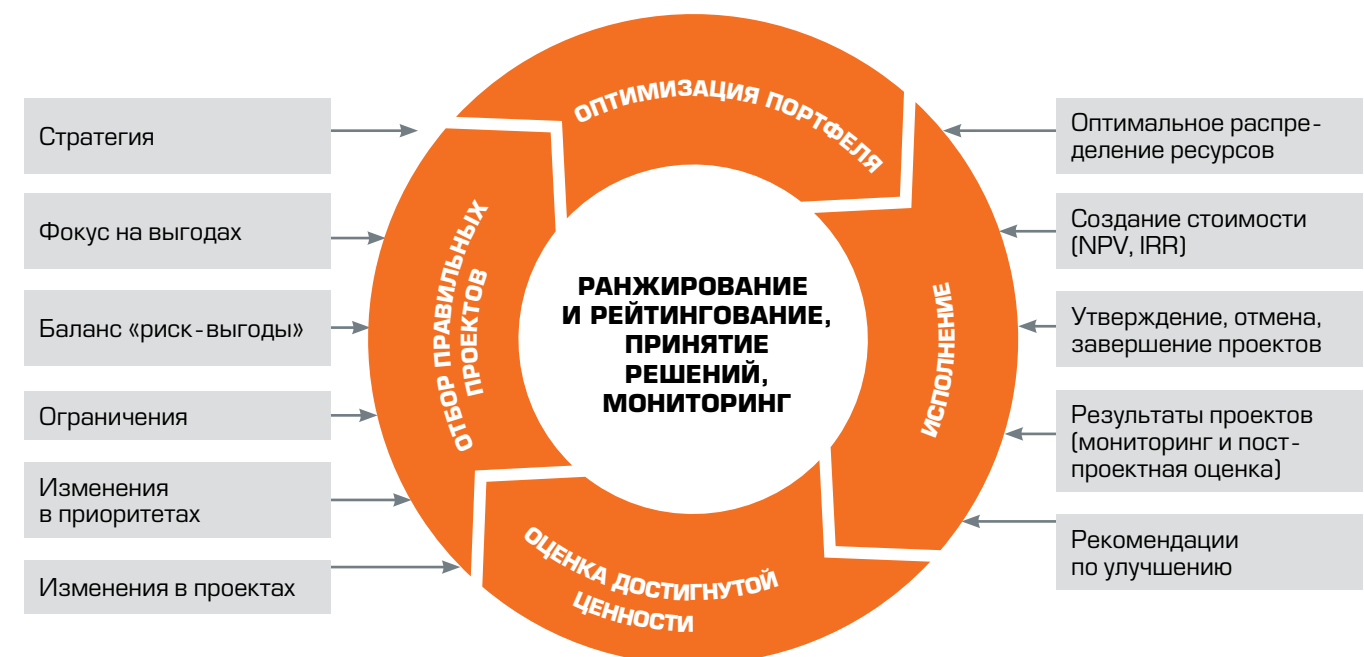 ОПТИМИЗАЦИЯ ПОРТФЕЛЯ
Стратегия
Фокус на выгодах
Баланс «риск-выгоды»
Ограничения
Изменения
в приоритетах
Изменения в проектах
ОТБОР ПРАВИЛЬНЫХ
ПРОЕКТОВ
РАНЖИРОВАНИЕ
И РЕЙТИНГОВАНИЕ,
ПРИНЯТИЕ
РЕШЕНИЙ,
МОНИТОРИНГ
ИСПОЛНЕНИЕ
ОЦЕНКА ДОСТИГНУТОЙ
ЦЕННОСТИ
Оптимальное распре-
деление ресурсов
Создание стоимости
(NPV, IRR)
Утверждение, отмена,
завершение проектов
Результаты проектов
(мониторинг и пост-
проектная оценка)
Рекомендации
по улучшению